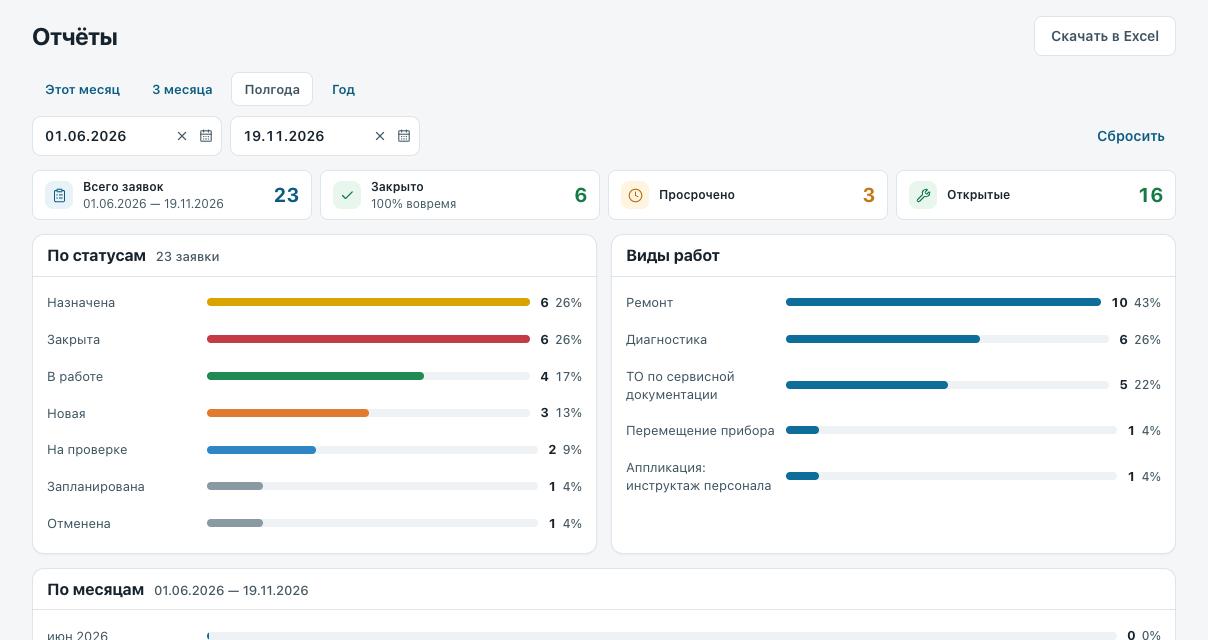 Отчёты
Скачать в Excel
Этот месяц
3 месяца
Полгода
Год
01.06.2026
19.11.2026
Сбросить
Всего заявок
01.06.2026 — 19.11.2026
23
Закрыто
100% вовремя
6
Просрочено
3
Открытые
16
По статусам 23 заявки
Назначена 6 26%
Закрыта 6 26%
В работе 4 17%
Новая 3 13%
На проверке 2 9%
Запланирована 1 4%
Отменена 1 4%
Виды работ
Ремонт 10 43%
Диагностика 6 26%
ТО по сервисной
документации 5 22%
Перемещение прибора 1 4%
Аппликация:
инструктаж персонала 1 4%
По месяцам 01.06.2026 — 19.11.2026
июн 2026 0 0%